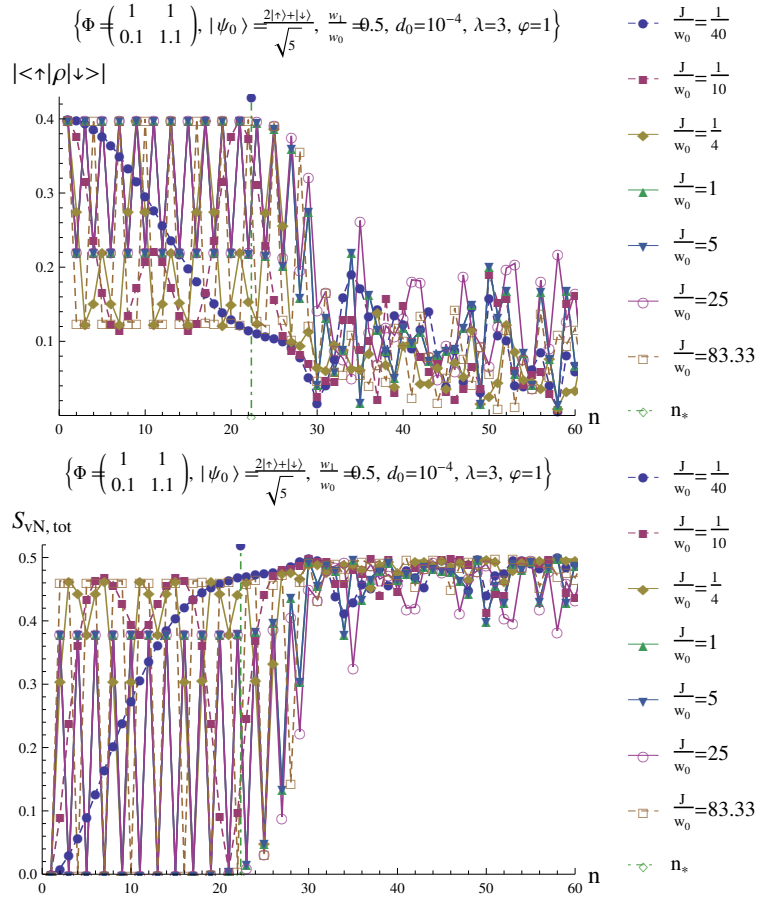 {Φ=(1 1
0.1 1.1), |ψ0⟩=2|↑⟩+|↓⟩/√5, w1/w0=0.5, d0=10^-4, λ=3, φ=1}
|<↑|ρ|↓>|
0.4
0.3
0.2
0.1
0 10 20 30 40 50 60 n
J/w0=1/40
J/w0=1/10
J/w0=1/4
J/w0=1
J/w0=5
J/w0=25
J/w0=83.33
n*
{Φ=(1 1
0.1 1.1), |ψ0⟩=2|↑⟩+|↓⟩/√5, w1/w0=0.5, d0=10^-4, λ=3, φ=1}
SvN, tot
0.5
0.4
0.3
0.2
0.1
0.0
0 10 20 30 40 50 60 n
J/w0=1/40
J/w0=1/10
J/w0=1/4
J/w0=1
J/w0=5
J/w0=25
J/w0=83.33
n*